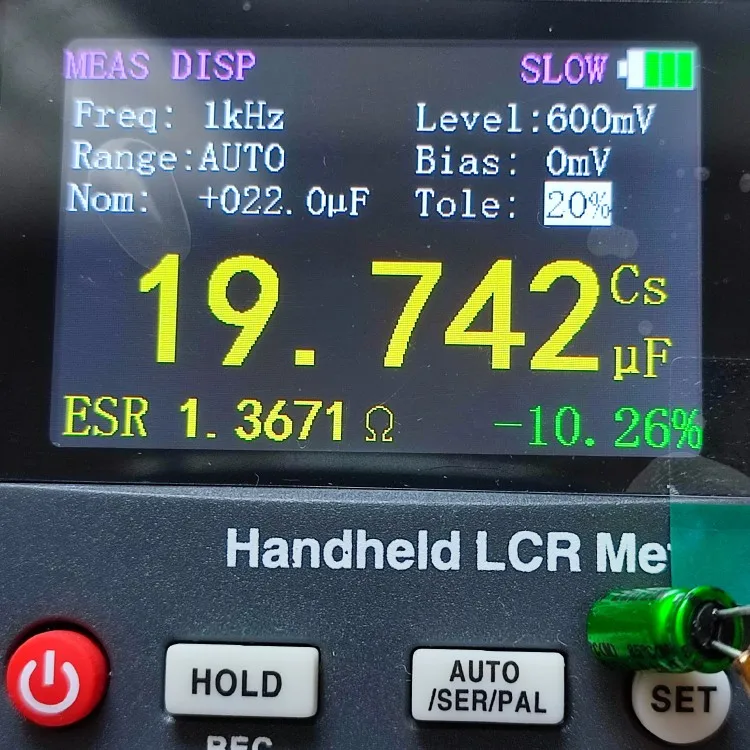 MEAS DISP SLOW
Freq: 1kHz Level:600mV
Range:AUTO Bias: 0mV
Nom: +022.0µF Tole: 20%
19.742 Cs
µF
ESR 1.3671 Ω -10.26%
Handheld LCR Me
HOLD
AUTO
/SER/PAL
SET
REC